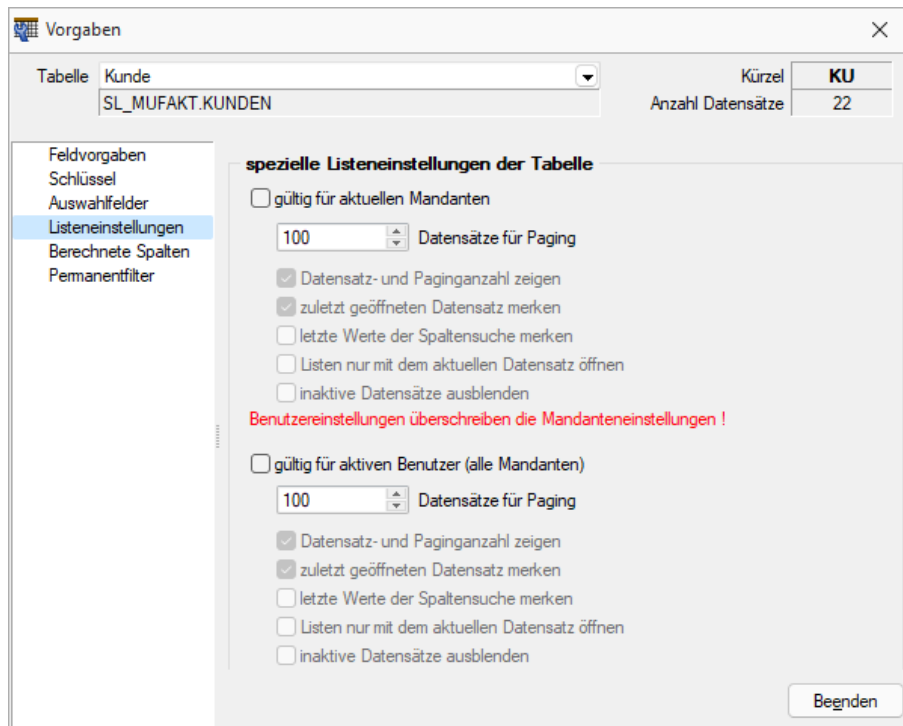 Vorgaben
Tabelle Kunde Kürzel KU
SL_MUFAKT.KUNDEN Anzahl Datensätze 22
Feldvorgaben
Schlüssel
Auswahlfelder
Listeneinstellungen
Berechnete Spalten
Permanentfilter
spezielle Listeneinstellungen der Tabelle
gültig für aktuellen Mandanten
100 Datensätze für Paging
Datensatz- und Paginganzahl zeigen
zuletzt geöffneten Datensatz merken
letzte Werte der Spaltensuche merken
Listen nur mit dem aktuellen Datensatz öffnen
inaktive Datensätze ausblenden
Benutzereinstellungen überschreiben die Mandanteneinstellungen !
gültig für aktiven Benutzer (alle Mandanten)
100 Datensätze für Paging
Datensatz- und Paginganzahl zeigen
zuletzt geöffneten Datensatz merken
letzte Werte der Spaltensuche merken
Listen nur mit dem aktuellen Datensatz öffnen
inaktive Datensätze ausblenden
Beenden